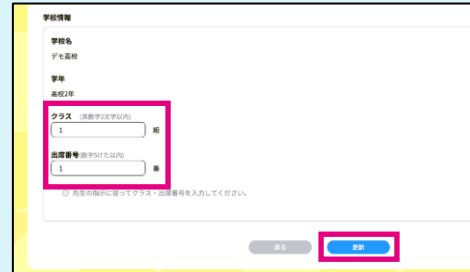 学校情報
学校名
デモ高校
学年
高校2年
クラス (英数字2文字以内)
1 組
出席番号(数字5けた以内)
1 番
① 先生の指示に従ってクラス・出席番号を入力してください。
戻る 更新